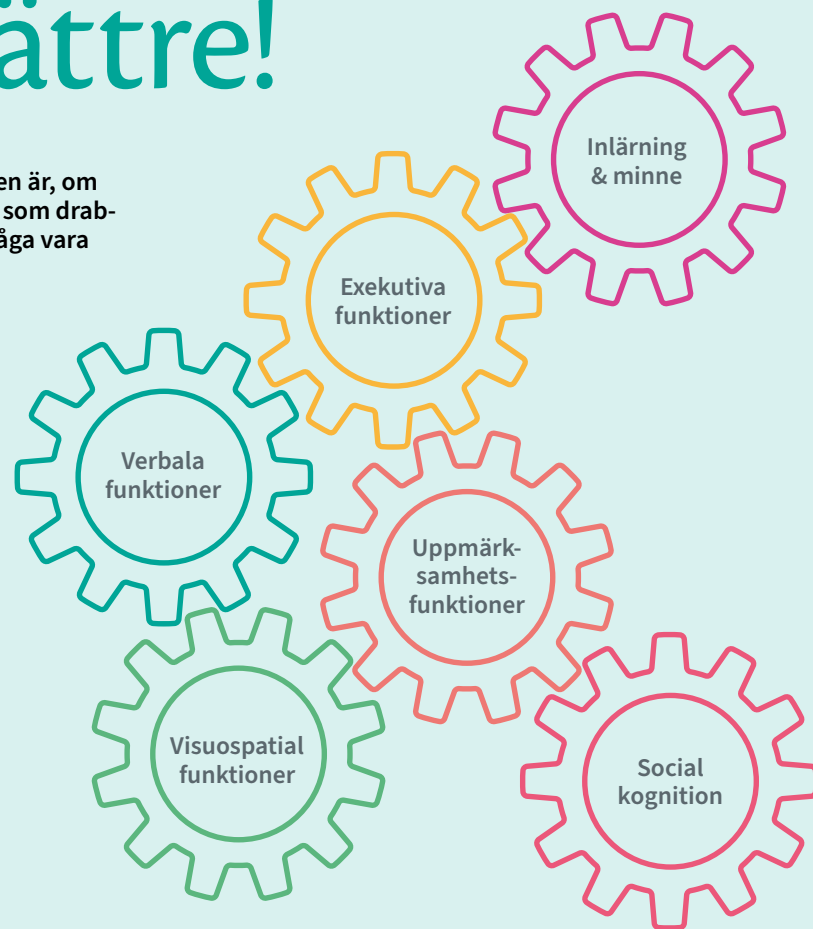 ättre!
en är, om
som drab-
åga vara
Inlärning
& minne
Exekutiva
funktioner
Verbala
funktioner
Uppmärk-
samhets-
funktioner
Visuospatial
funktioner
Social
kognition